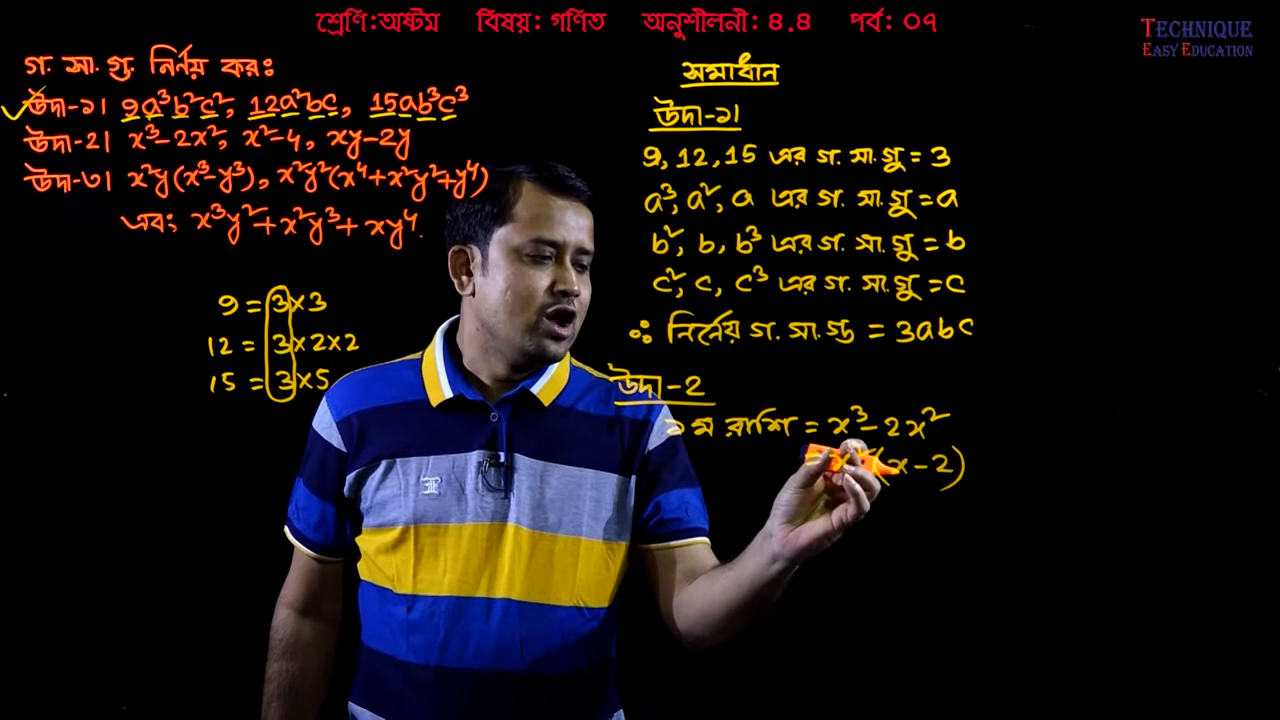 শ্রেণি:অষ্টম বিষয়: গণিত অনুশীলনী: ৪.৪ পর্ব: ০৭
TECHNIQUE
EASY EDUCATION
গ. সা. গু. নির্নয় করঃ
উদা-১। 9a³b²c², 12a²bc, 15ab³c³
উদা-2। x³-2x², x²-4, xy-2y
উদা-৩। x²y(x³-y³), x²y²(x⁴+x²y²+y⁴)
এবং x³y²+x²y³+xy⁴.
9 = 3×3
12 = 3×2×2
15 = 3×5
সমাধান
উদা-১।
9, 12, 15 এর গ. সা. গু = 3
a³, a², a এর গ. সা. গু = a
b², b, b³ এর গ. সা. গু = b
c², c, c³ এর গ. সা. গু = c
∴ নির্নেয় গ. সা. গু = 3abc
উদা-2
১ম রাশি = x³-2x²
(x-2)